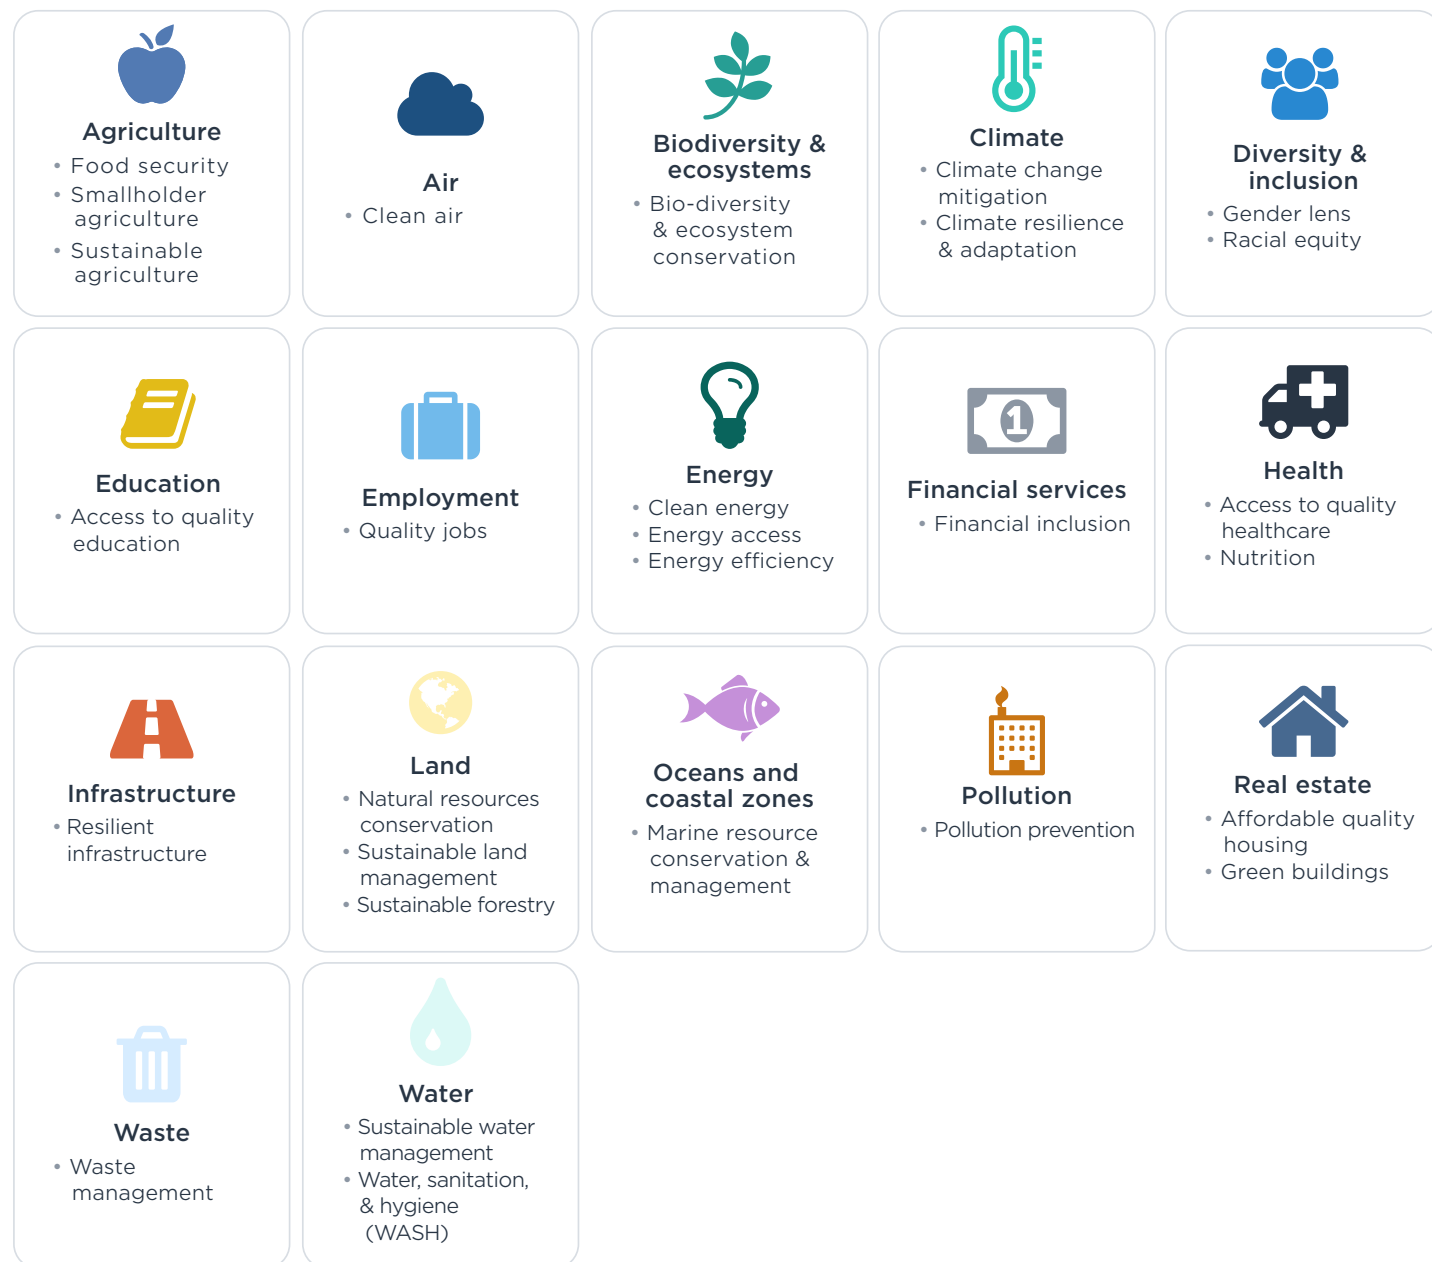 Agriculture
• Food security
• Smallholder
agriculture
• Sustainable
agriculture
Air
• Clean air
Biodiversity &
ecosystems
• Bio-diversity
& ecosystem
conservation
Climate
• Climate change
mitigation
• Climate resilience
& adaptation
Diversity &
inclusion
• Gender lens
• Racial equity
Education
• Access to quality
education
Employment
• Quality jobs
Energy
• Clean energy
• Energy access
• Energy efficiency
1
Financial services
• Financial inclusion
Health
• Access to quality
healthcare
• Nutrition
Infrastructure
• Resilient
infrastructure
Land
• Natural resources
conservation
• Sustainable land
management
• Sustainable forestry
Oceans and
coastal zones
• Marine resource
conservation &
management
Pollution
• Pollution prevention
Real estate
• Affordable quality
housing
• Green buildings
Waste
• Waste
management
Water
• Sustainable water
management
• Water, sanitation,
& hygiene
(WASH)